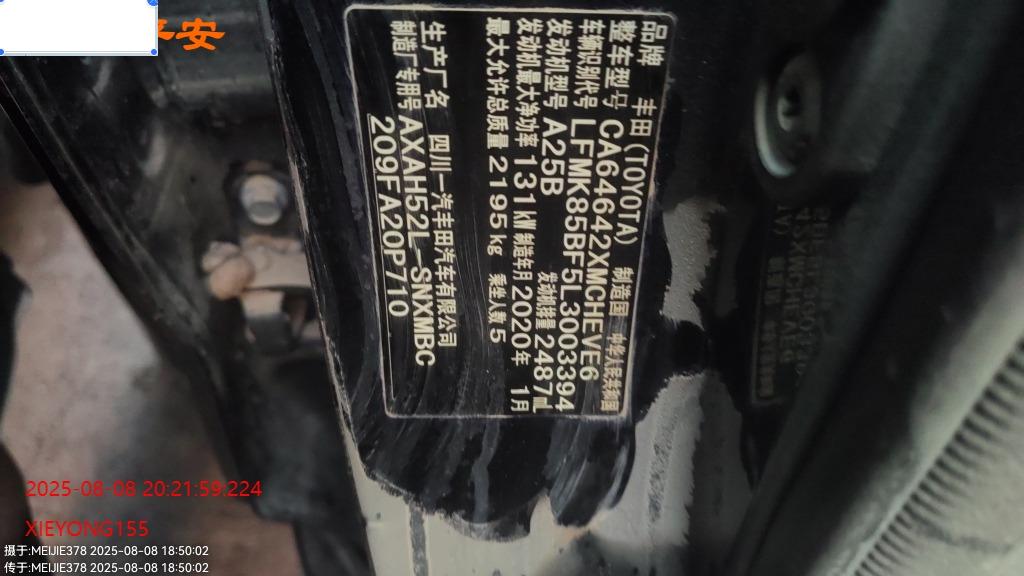 平安
品牌 丰田(TOYOTA) 制造国 中华人民共和国
整车型号 CA64642XMCHEVE6
车辆识别代号 LFMK85BF5L3003394
发动机型号 A25B 发动机排量 2487mL
发动机最大净功率 131kW 制造年月 2020年 1月
最大允许总质量 2195kg 乘坐人数 5
生产厂名 四川一汽丰田汽车有限公司
制造厂专用号 AXAH52L-SNXMBC
209FA20P710
2025-08-08 20:21:59:224
XIEYONG155
摄于:MEIJIE378 2025-08-08 18:50:02
传于:MEIJIE378 2025-08-08 18:50:02